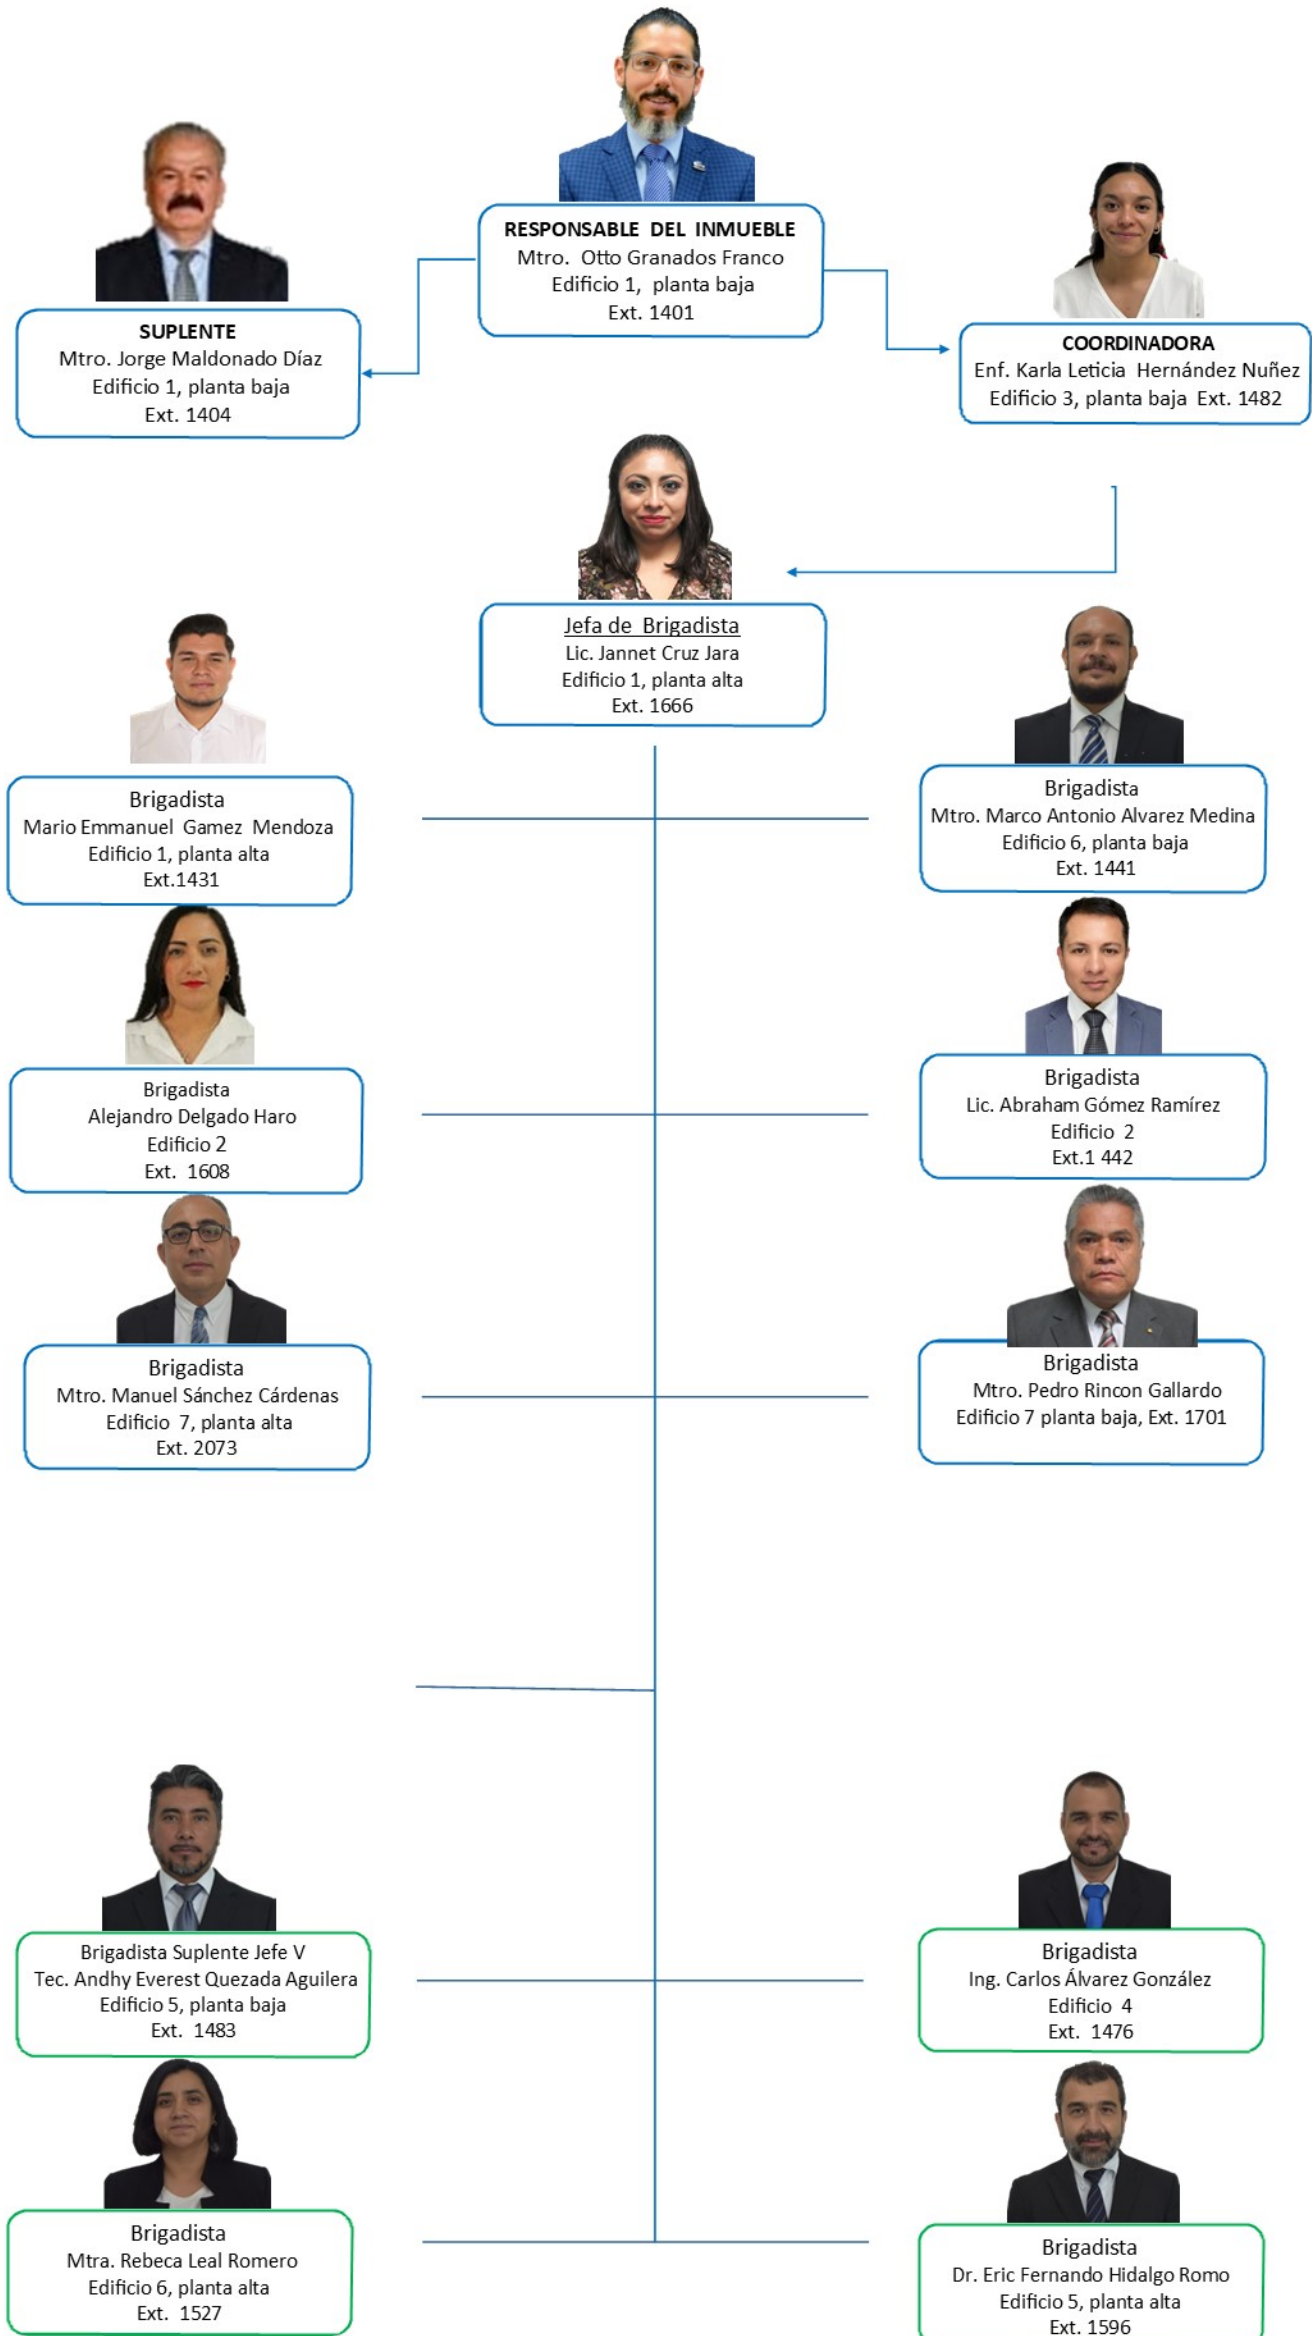 RESPONSABLE DEL INMUEBLE
Mtro. Otto Granados Franco
Edificio 1, planta baja
Ext. 1401
SUPLENTE
Mtro. Jorge Maldonado Díaz
Edificio 1, planta baja
Ext. 1404
COORDINADORA
Enf. Karla Leticia Hernández Nuñez
Edificio 3, planta baja Ext. 1482
Jefa de Brigadista
Lic. Jannet Cruz Jara
Edificio 1, planta alta
Ext. 1666
Brigadista
Mario Emmanuel Gamez Mendoza
Edificio 1, planta alta
Ext.1431
Brigadista
Mtro. Marco Antonio Alvarez Medina
Edificio 6, planta baja
Ext. 1441
Brigadista
Alejandro Delgado Haro
Edificio 2
Ext. 1608
Brigadista
Lic. Abraham Gómez Ramírez
Edificio 2
Ext.1 442
Brigadista
Mtro. Manuel Sánchez Cárdenas
Edificio 7, planta alta
Ext. 2073
Brigadista
Mtro. Pedro Rincon Gallardo
Edificio 7 planta baja, Ext. 1701
Brigadista Suplente Jefe V
Tec. Andhy Everest Quezada Aguilera
Edificio 5, planta baja
Ext. 1483
Brigadista
Ing. Carlos Álvarez González
Edificio 4
Ext. 1476
Brigadista
Mtra. Rebeca Leal Romero
Edificio 6, planta alta
Ext. 1527
Brigadista
Dr. Eric Fernando Hidalgo Romo
Edificio 5, planta alta
Ext. 1596